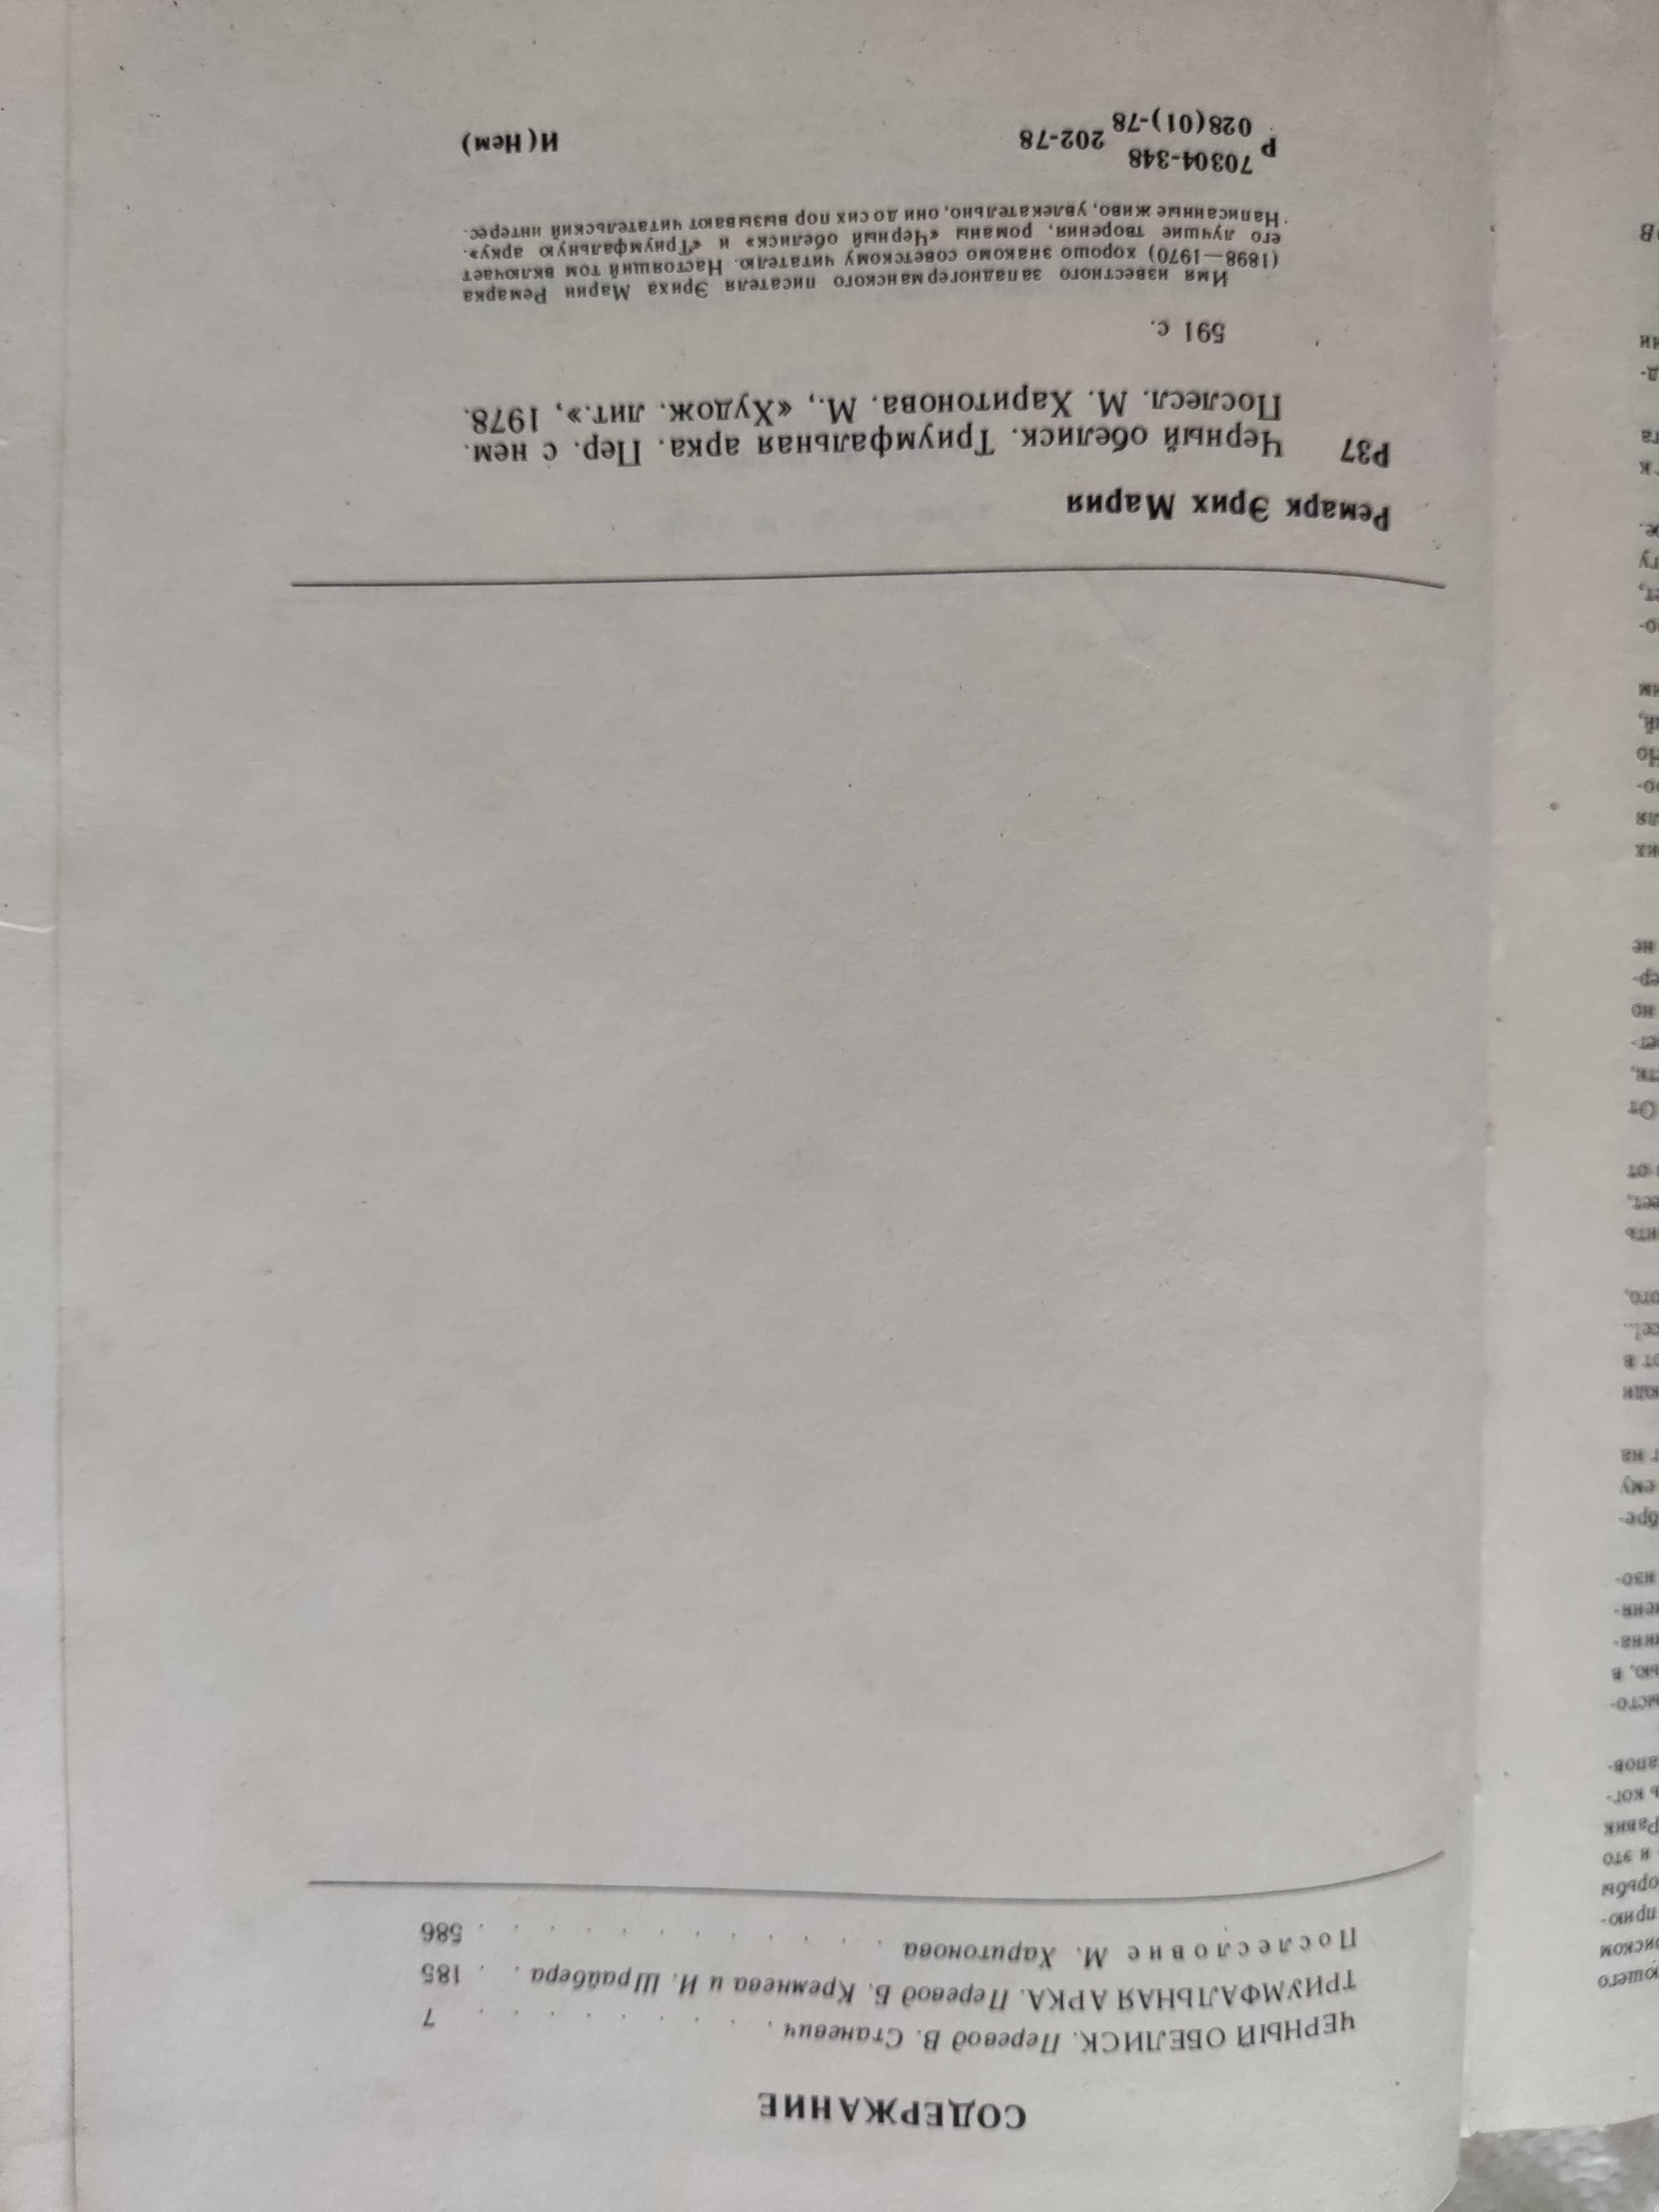 СОДЕРЖАНИЕ
ЧЕРНЫЙ ОБЕЛИСК. Перевод В. Станевич . . . . . . . . 7
ТРИУМФАЛЬНАЯ АРКА. Перевод Б. Кремнева и И. Шрайбера . . 185
Послесловие М. Харитонова . . . . . . . . . . . 586
Ремарк Эрих Мария
Р37 Черный обелиск. Триумфальная арка. Пер. с нем.
Послесл. М. Харитонова. М., «Худож. лит.», 1978.
591 с.
Имя известного западногерманского писателя Эриха Марии Ремарка
(1898—1970) хорошо знакомо советскому читателю. Настоящий том включает
его лучшие творения, романы «Черный обелиск» и «Триумфальную арку».
Написанные живо, увлекательно, они до сих пор вызывают читательский интерес.
Р 70304-348
028(01)-78 202-78 И(Нем)